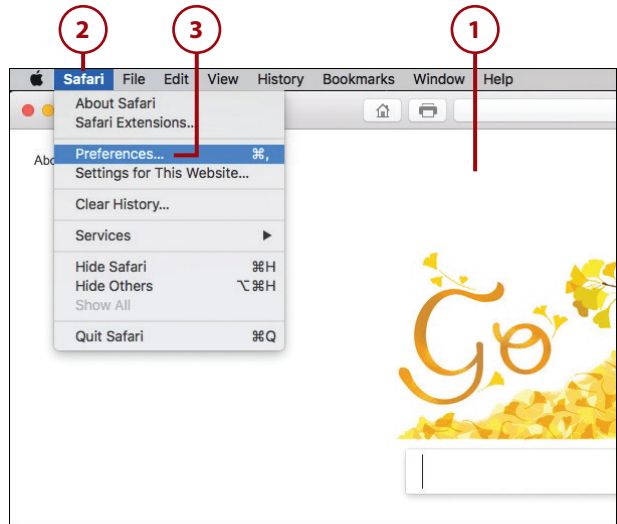 2 3 1
Safari File Edit View History Bookmarks Window Help
About Safari
Safari Extensions...
Abo
Preferences... ⌘,
Settings for This Website...
Clear History...
Services ▶
Hide Safari ⌘H
Hide Others ⌥⌘H
Show All
Quit Safari ⌘Q
Go